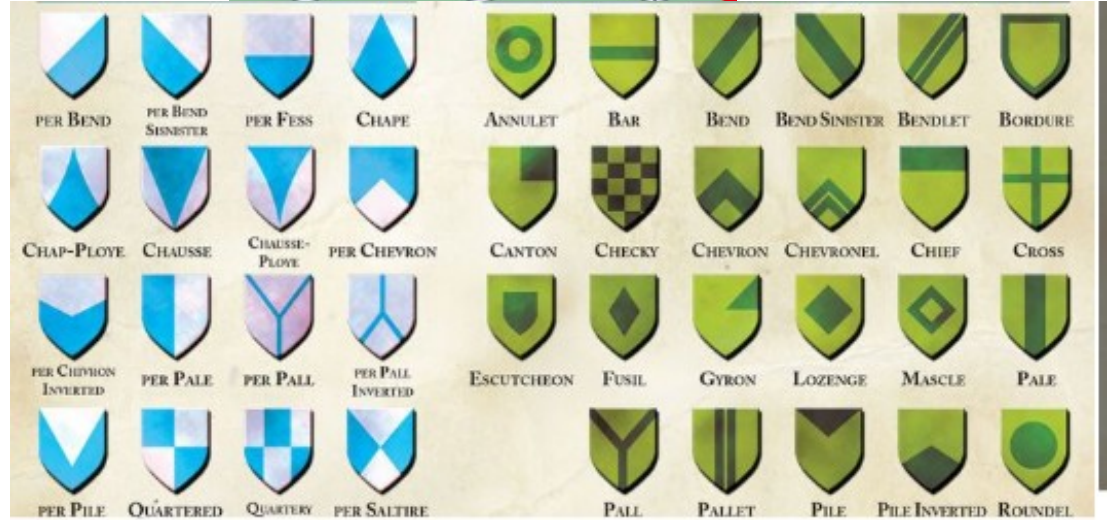 PER BEND
PER BEND
SISNISTER
PER FESS
CHAPE
ANNULET
BAR
BEND
BEND SINISTER
BENDLET
BORDURE
CHAP-PLOYE
CHAUSSE
CHAUSSE-
PLOYE
PER CHEVRON
CANTON
CHECKY
CHEVRON
CHEVRONEL
CHIEF
CROSS
PER CHEVRON
INVERTED
PER PALE
PER PALL
PER PALL
INVERTED
ESCUTCHEON
FUSIL
GYRON
LOZENGE
MASCLE
PALE
PER PILE
QUARTERED
QUARTERY
PER SALTIRE
PALL
PALLET
PILE
PILE INVERTED
ROUNDEL